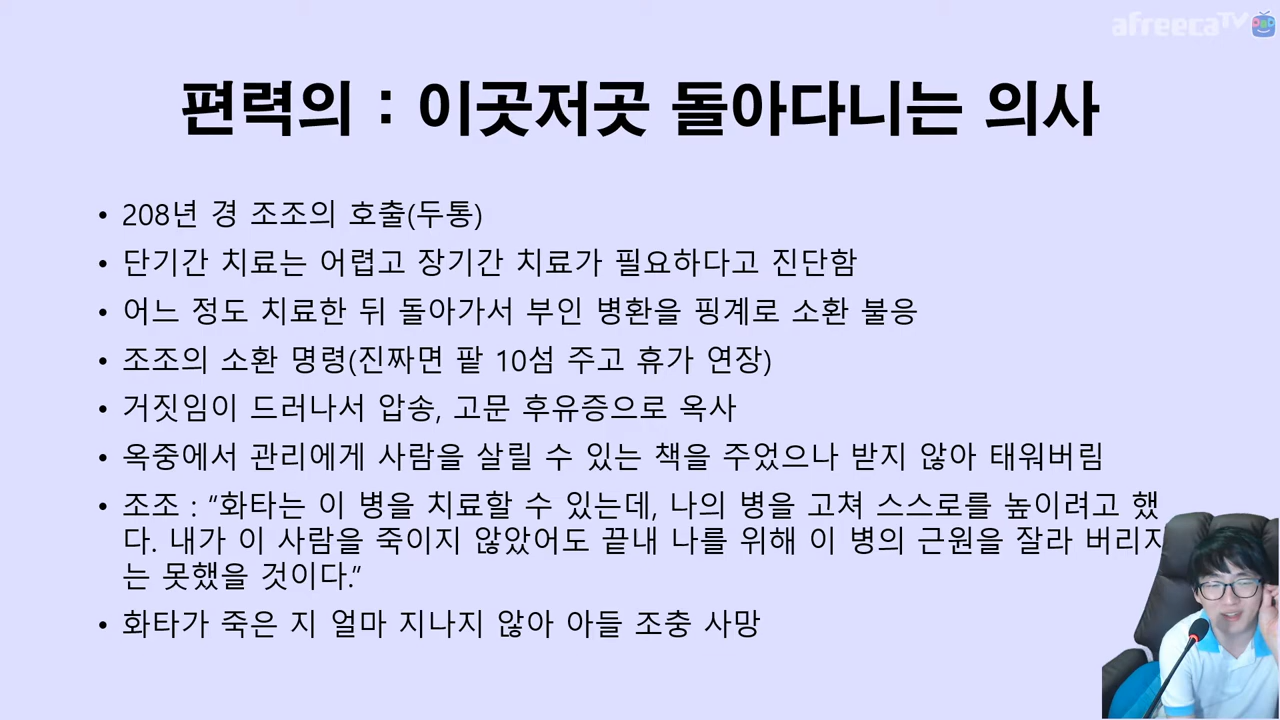 afreecaTV
편력의 : 이곳저곳 돌아다니는 의사
• 208년 경 조조의 호출(두통)
• 단기간 치료는 어렵고 장기간 치료가 필요하다고 진단함
• 어느 정도 치료한 뒤 돌아가서 부인 병환을 핑계로 소환 불응
• 조조의 소환 명령(진짜면 팥 10섬 주고 휴가 연장)
• 거짓임이 드러나서 압송, 고문 후유증으로 옥사
• 옥중에서 관리에게 사람을 살릴 수 있는 책을 주었으나 받지 않아 태워버림
• 조조 : “화타는 이 병을 치료할 수 있는데, 나의 병을 고쳐 스스로를 높이려고 했
다. 내가 이 사람을 죽이지 않았어도 끝내 나를 위해 이 병의 근원을 잘라 버리지
는 못했을 것이다.”
• 화타가 죽은 지 얼마 지나지 않아 아들 조충 사망